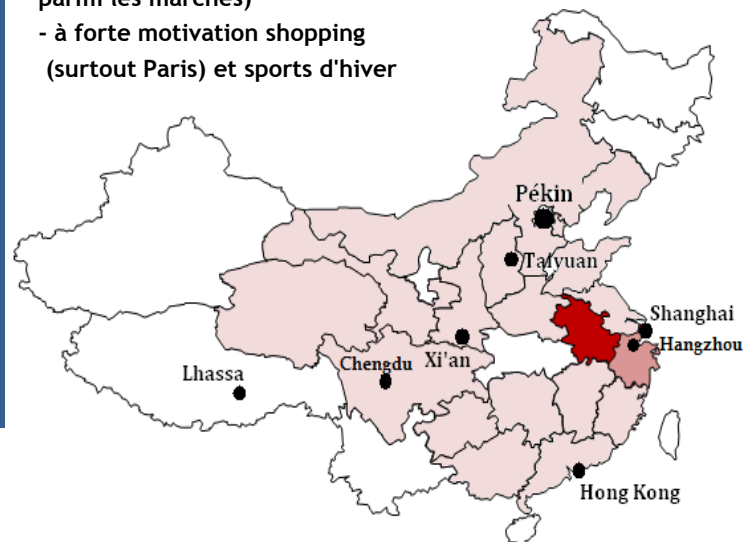 parmi les marchés)
- à forte motivation shopping
(surtout Paris) et sports d'hiver
Pékin
Taiyuan
Shanghai
Hangzhou
Chengdu
Xi'an
Lhassa
Hong Kong